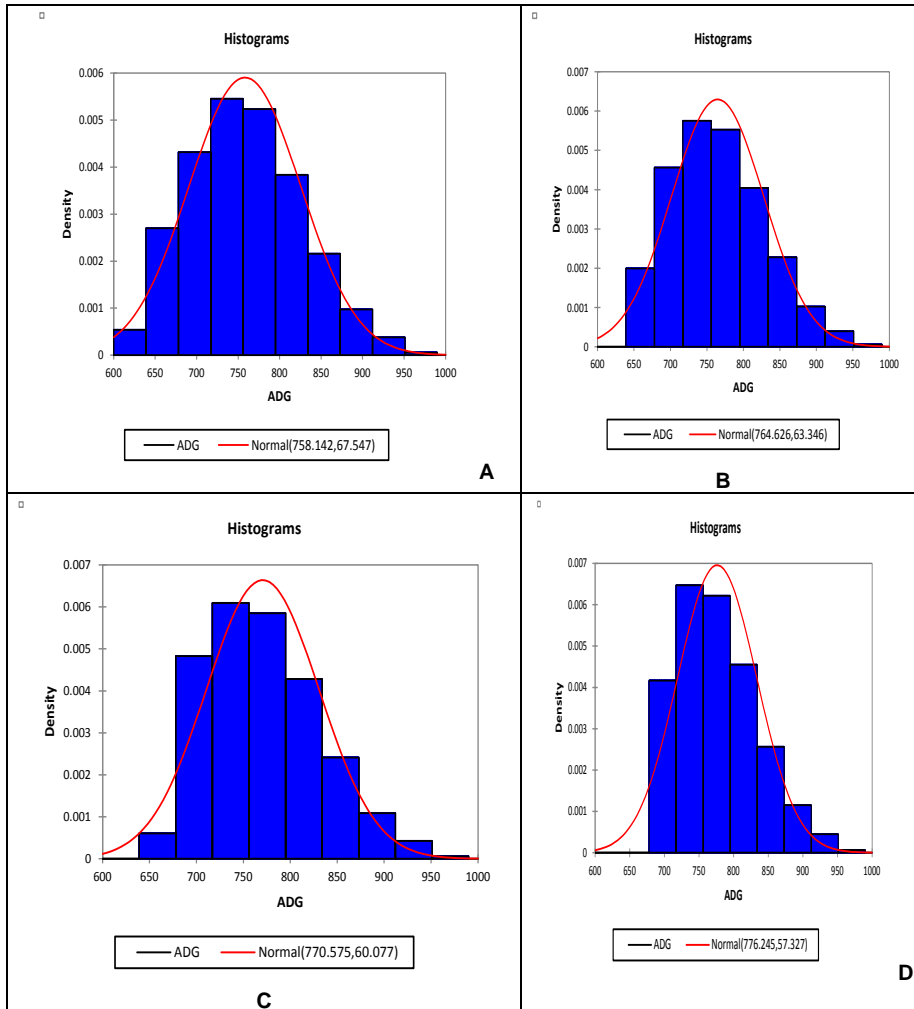 Histograms
0.006
0.005
0.004
0.003
0.002
0.001
0
Density
600 650 700 750 800 850 900 950 1000
ADG
ADG Normal(758.142,67.547)
A
Histograms
0.007
0.006
0.005
0.004
0.003
0.002
0.001
0
Density
600 650 700 750 800 850 900 950 1000
ADG
ADG Normal(764.626,63.346)
B
Histograms
0.007
0.006
0.005
0.004
0.003
0.002
0.001
0
Density
600 650 700 750 800 850 900 950 1000
ADG
ADG Normal(770.575,60.077)
C
Histograms
0.007
0.006
0.005
0.004
0.003
0.002
0.001
0
Density
600 650 700 750 800 850 900 950 1000
ADG
ADG Normal(776.245,57.327)
D